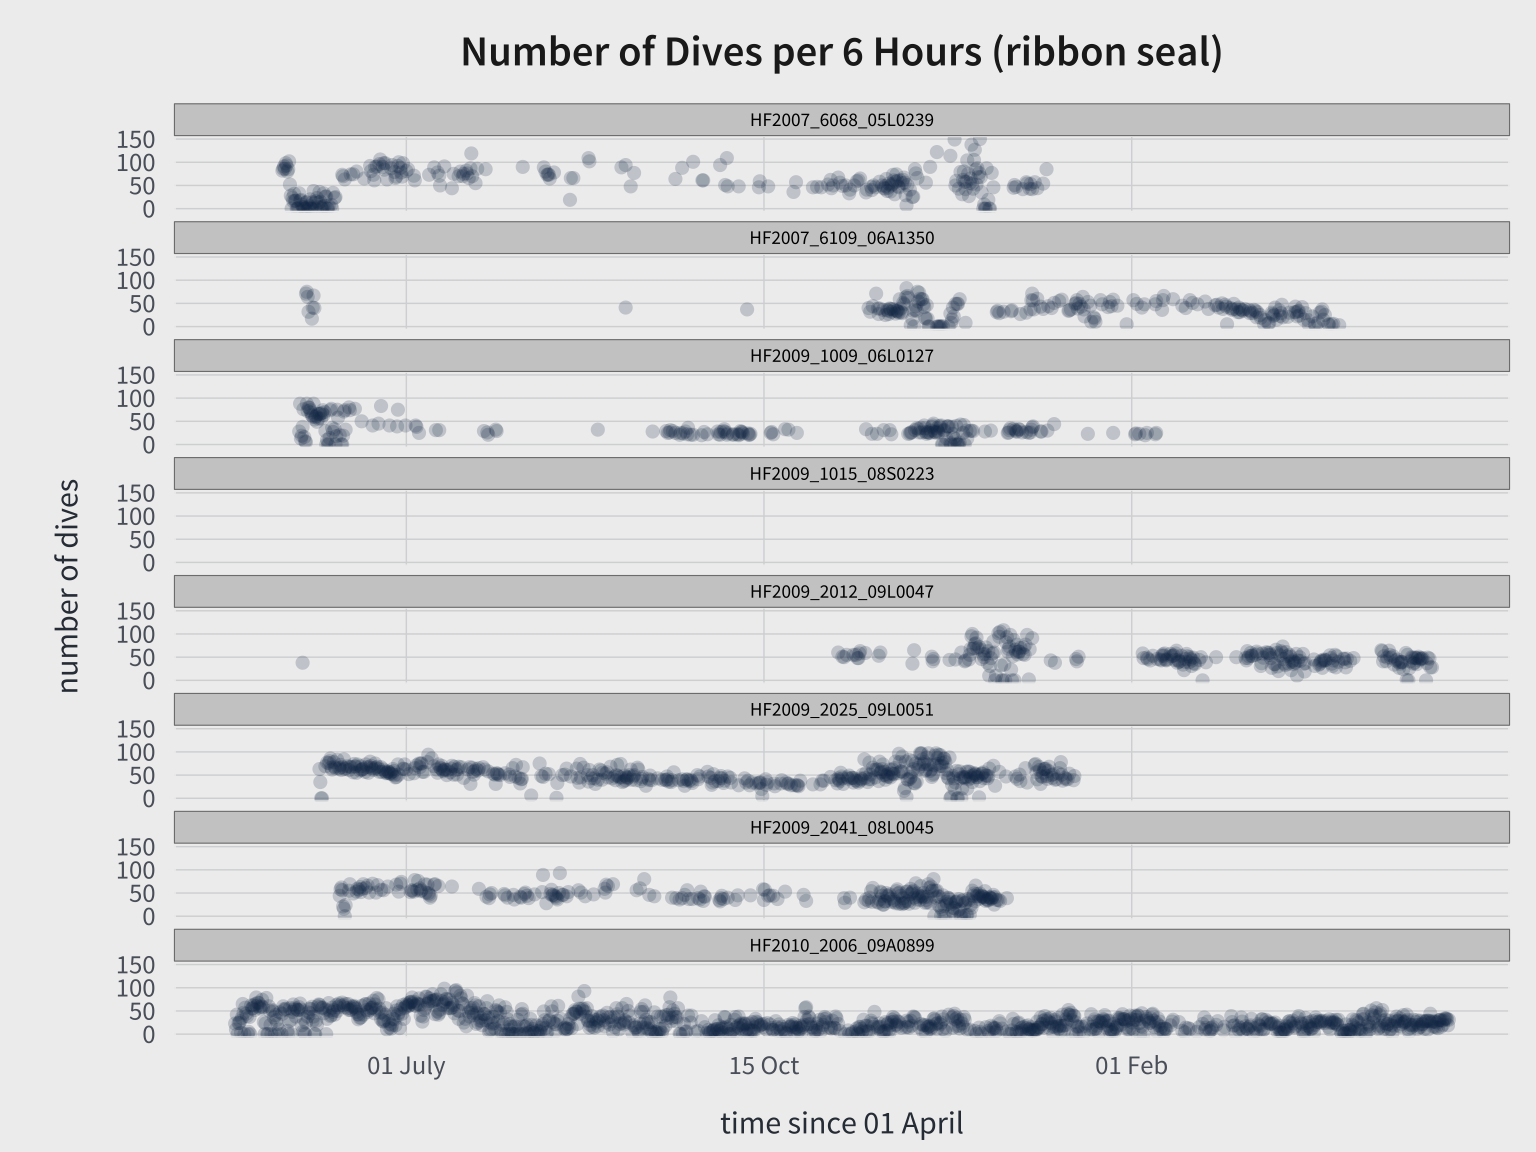 Number of Dives per 6 Hours (ribbon seal)
number of dives
HF2007_6068_05L0239
150
100
50
0
HF2007_6109_06A1350
150
100
50
0
HF2009_1009_06L0127
150
100
50
0
HF2009_1015_08S0223
150
100
50
0
HF2009_2012_09L0047
150
100
50
0
HF2009_2025_09L0051
150
100
50
0
HF2009_2041_08L0045
150
100
50
0
HF2010_2006_09A0899
150
100
50
0
01 July 15 Oct 01 Feb
time since 01 April